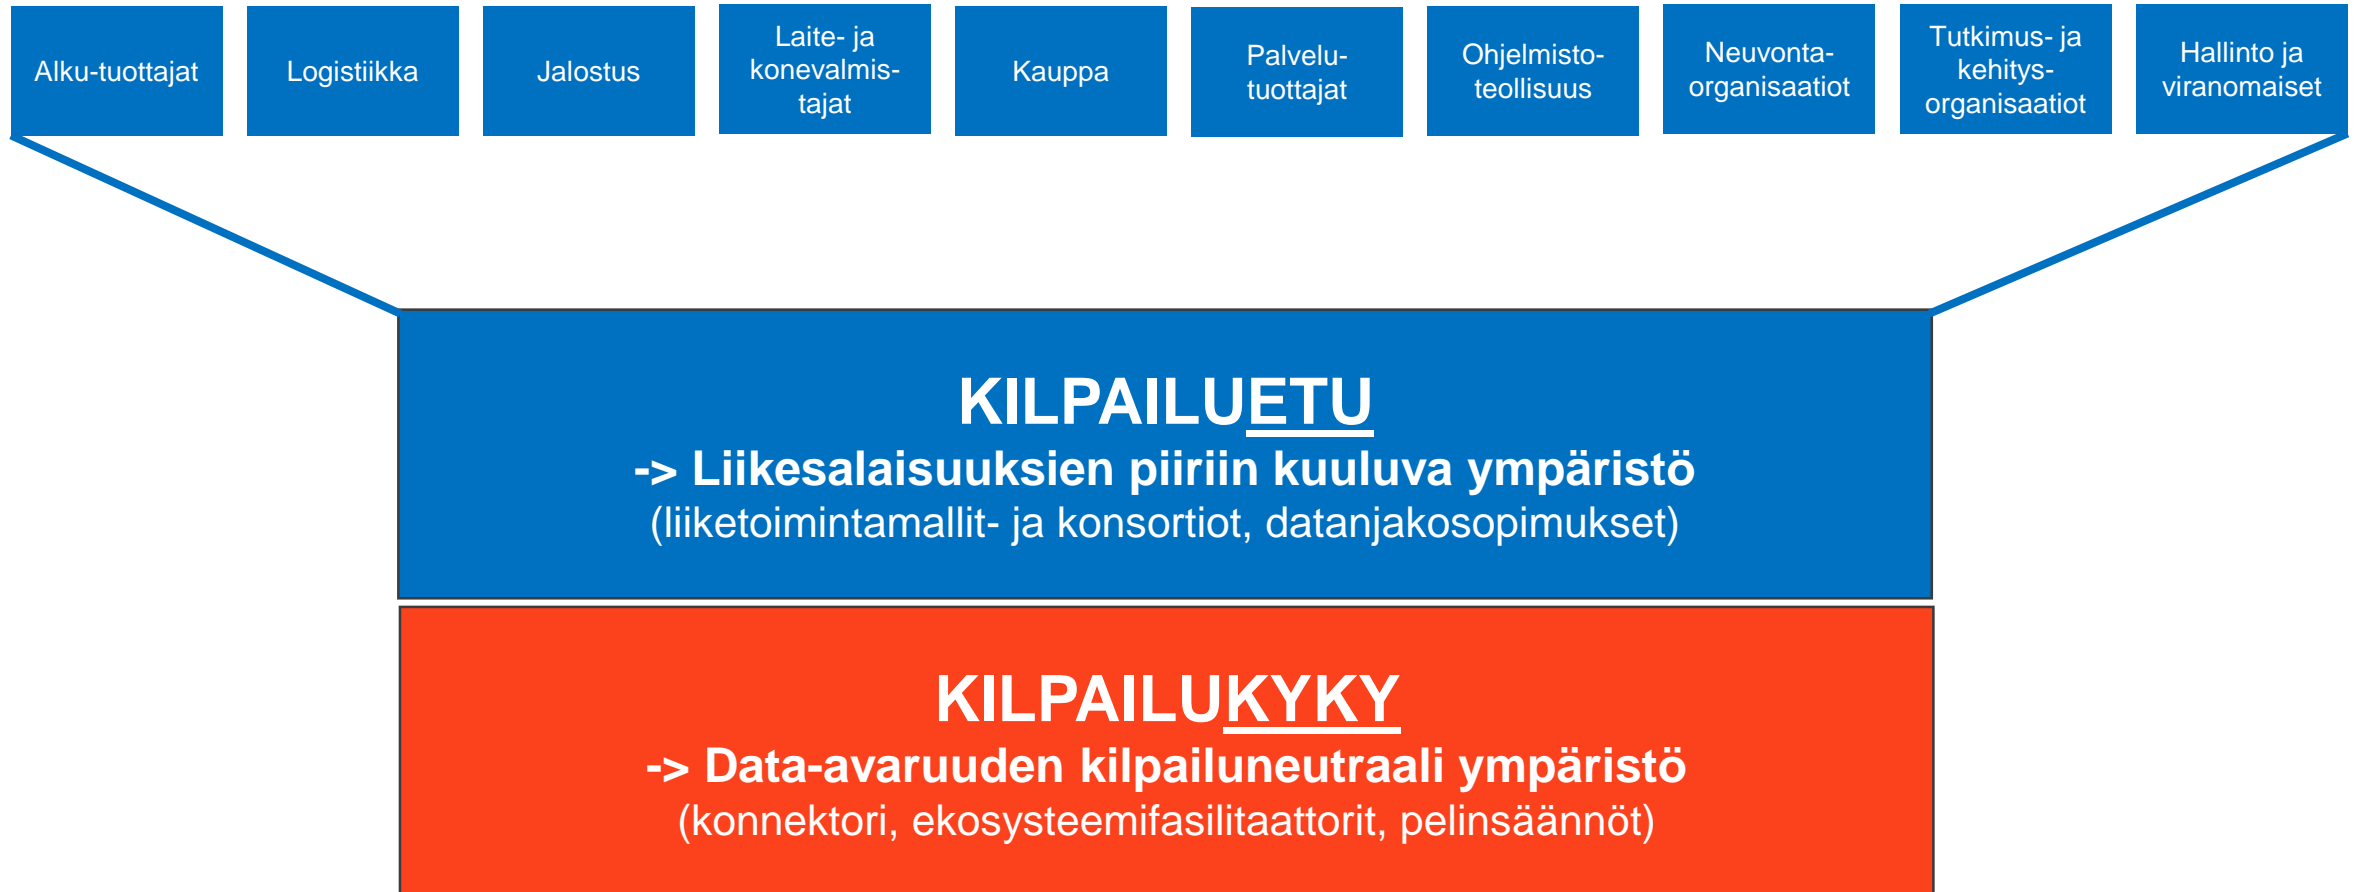 Alku-tuottajat
Logistiikka
Jalostus
Laite- ja
konevalmis-
tajat
Kauppa
Palvelu-
tuottajat
Ohjelmisto-
teollisuus
Neuvonta-
organisaatiot
Tutkimus- ja
kehitys-
organisaatiot
Hallinto ja
viranomaiset
KILPAILUETU
-> Liikesalaisuuksien piiriin kuuluva ympäristö
(liiketoimintamallit- ja konsortiot, datanjakosopimukset)
KILPAILUKYKY
-> Data-avaruuden kilpailuneutraali ympäristö
(konnektori, ekosysteemifasilitaattorit, pelinsäännöt)